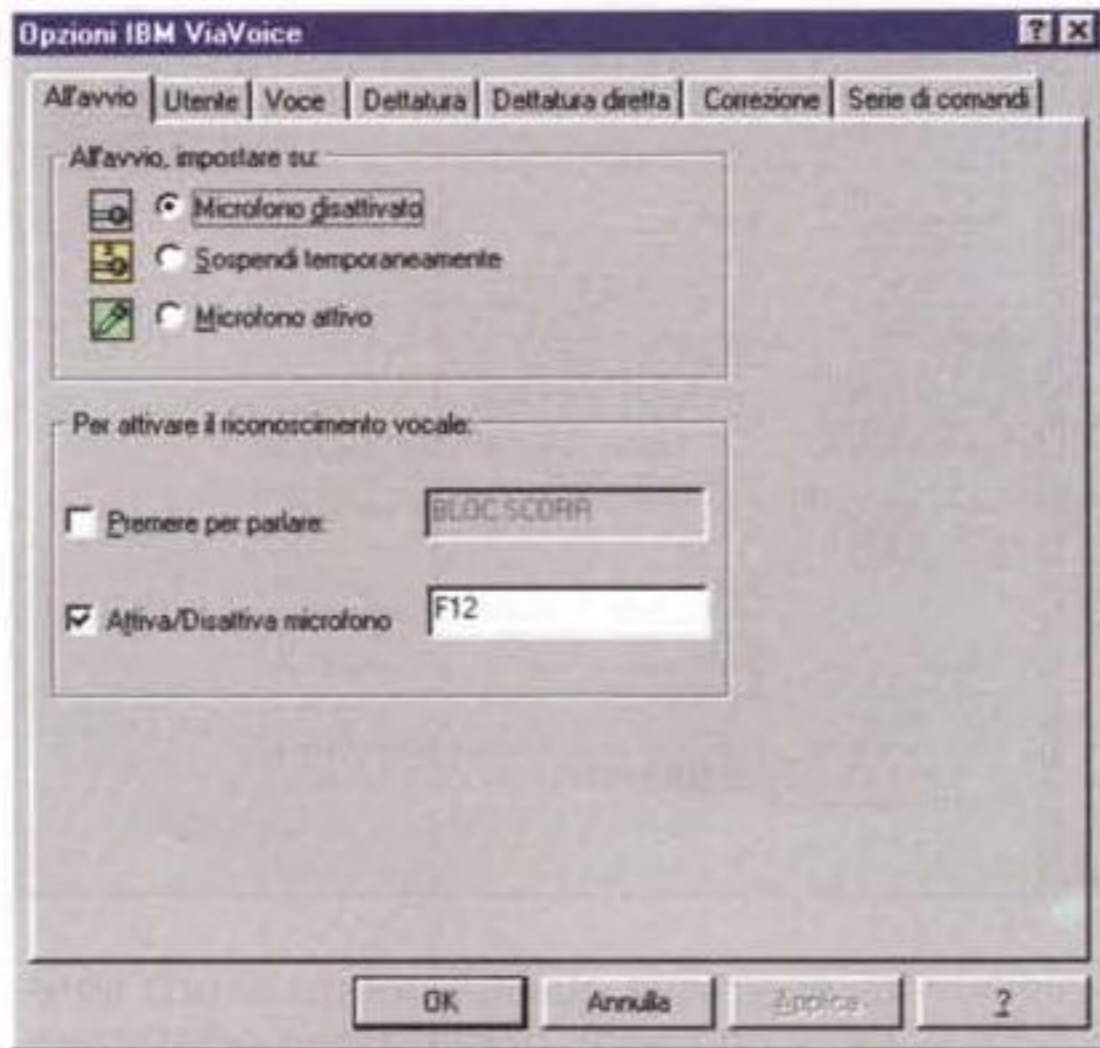 Opzioni IBM ViaVoice
All'avvio Utente Voce Dettatura Dettatura diretta Correzione Serie di comandi
All'avvio, impostare su:
Microfono disattivato
Sospendi temporaneamente
Microfono attivo
Per attivare il riconoscimento vocale:
Premere per parlare: BLOC SCORR
Attiva/Disattiva microfono F12
OK Annulla Applica ?